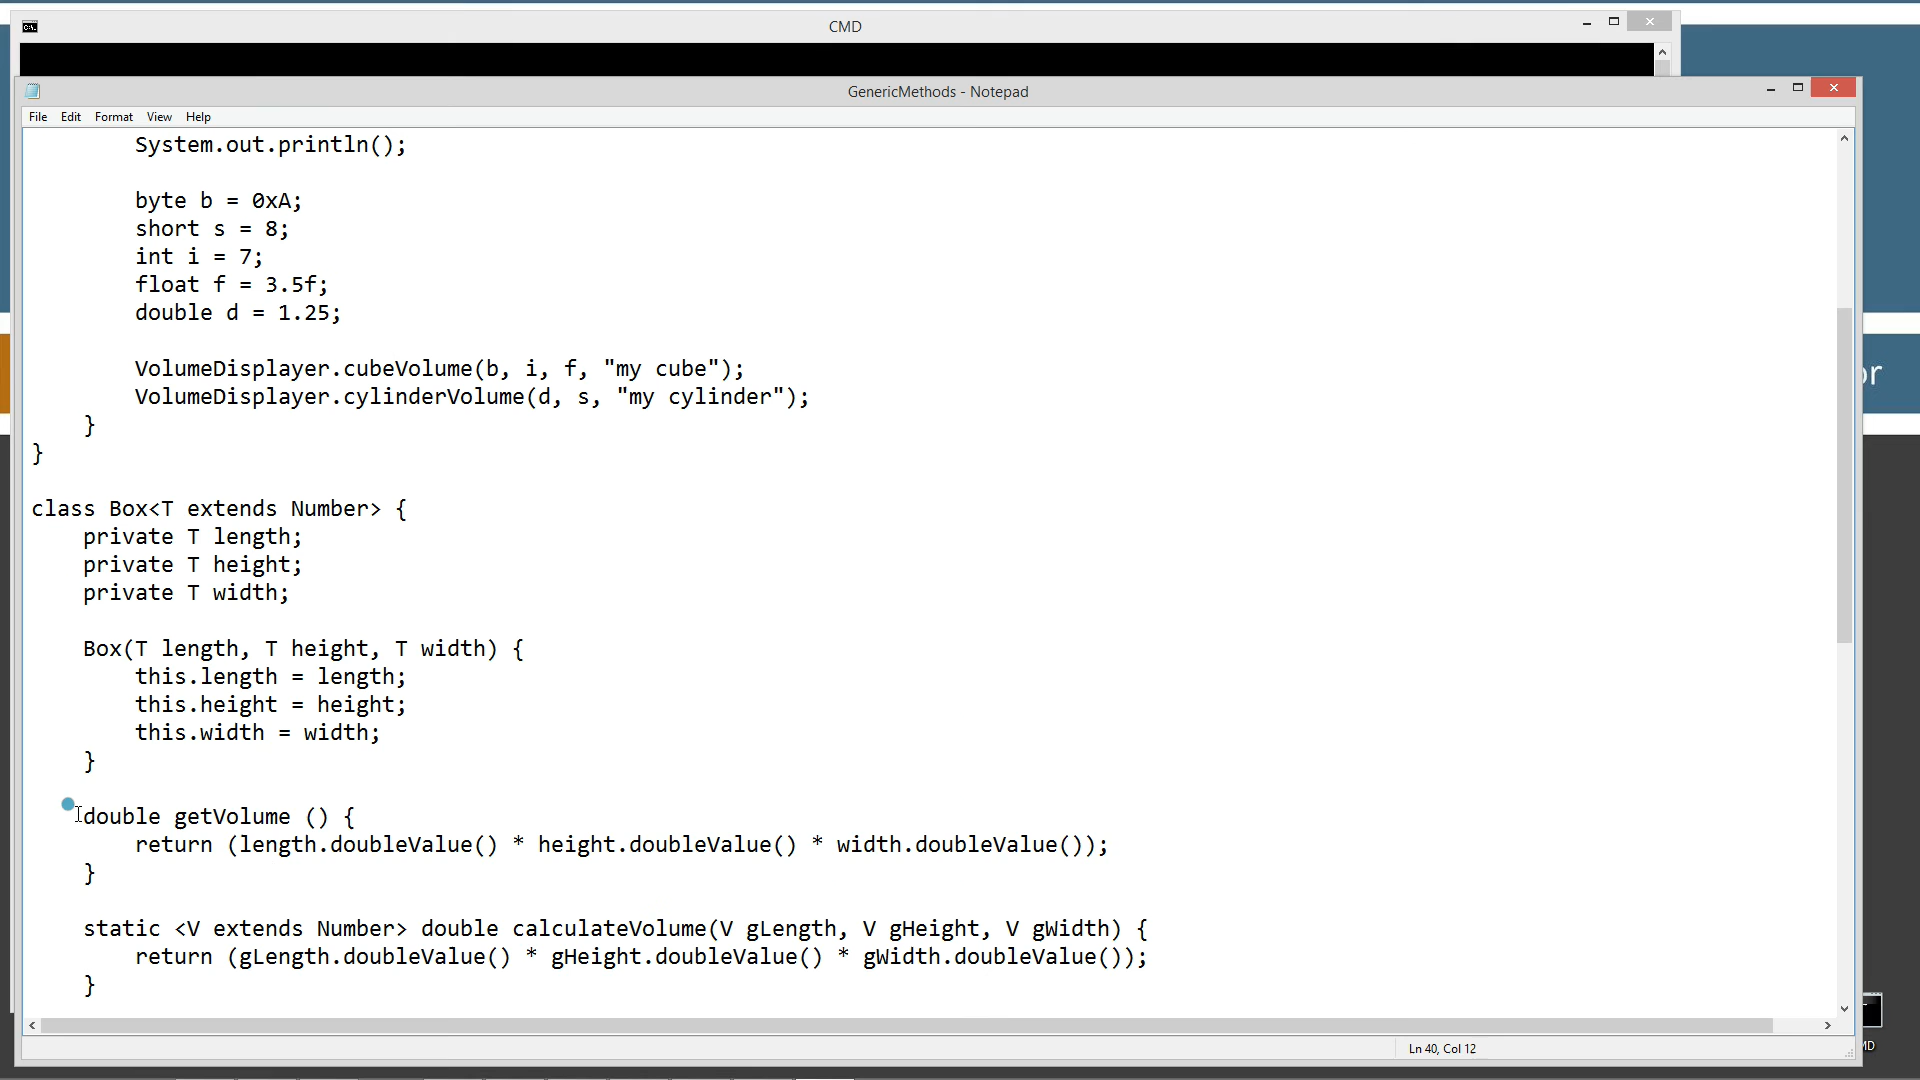 CMD
GenericMethods - Notepad
File Edit Format View Help
System.out.println();
byte b = 0xA;
short s = 8;
int i = 7;
float f = 3.5f;
double d = 1.25;
VolumeDisplayer.cubeVolume(b, i, f, "my cube");
VolumeDisplayer.cylinderVolume(d, s, "my cylinder");
}
}
class Box<T extends Number> {
private T length;
private T height;
private T width;
Box(T length, T height, T width) {
this.length = length;
this.height = height;
this.width = width;
}
double getVolume () {
return (length.doubleValue() * height.doubleValue() * width.doubleValue());
}
static <V extends Number> double calculateVolume(V gLength, V gHeight, V gWidth) {
return (gLength.doubleValue() * gHeight.doubleValue() * gWidth.doubleValue());
}
Ln 40, Col 12